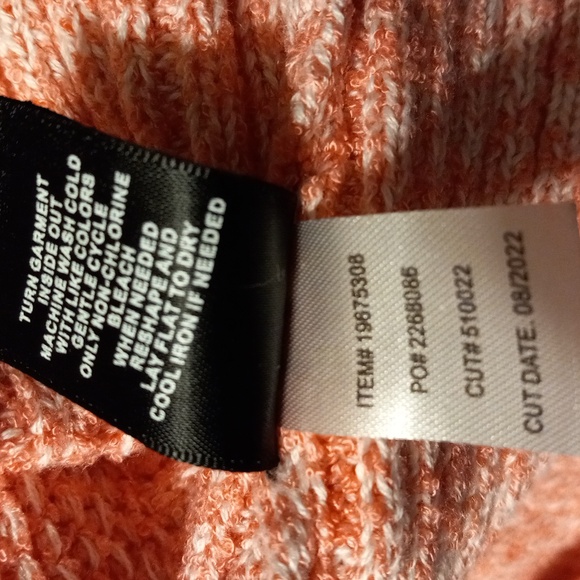 TURN GARMENT
INSIDE OUT
MACHINE WASH COLD
WITH LIKE COLORS
GENTLE CYCLE
ONLY NON-CHLORINE
BLEACH
WHEN NEEDED
RESHAPE AND
LAY FLAT TO DRY
COOL IRON IF NEEDED
ITEM# 19675308
PO# 2268086
CUT# 510022
CUT DATE. 08/2022